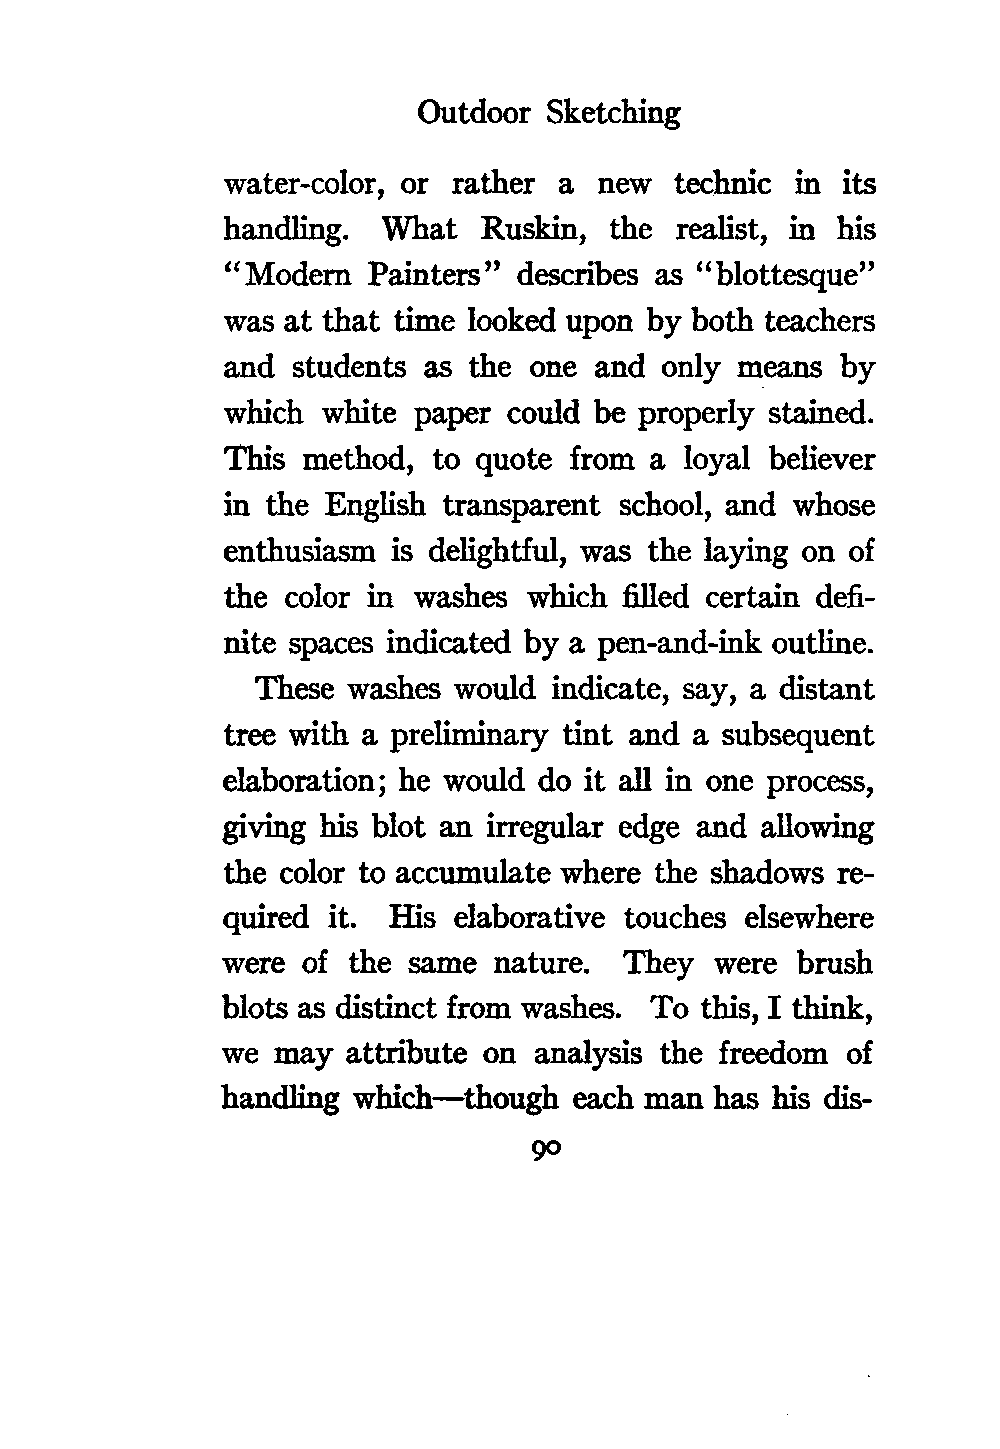 Outdoor Sketching
water-color, or rather a new technic in its
handling. What Ruskin, the realist, in his
“Modern Painters” describes as “blottesque”
was at that time looked upon by both teachers
and students as the one and only means by
which white paper could be properly stained.
This method, to quote from a loyal believer
in the English transparent school, and whose
enthusiasm is delightful, was the laying on of
the color in washes which filled certain defi-
nite spaces indicated by a pen-and-ink outline.
These washes would indicate, say, a distant
tree with a preliminary tint and a subsequent
elaboration; he would do it all in one process,
giving his blot an irregular edge and allowing
the color to accumulate where the shadows re-
quired it. His elaborative touches elsewhere
were of the same nature. They were brush
blots as distinct from washes. To this, I think,
we may attribute on analysis the freedom of
handling which—though each man has his dis-
90